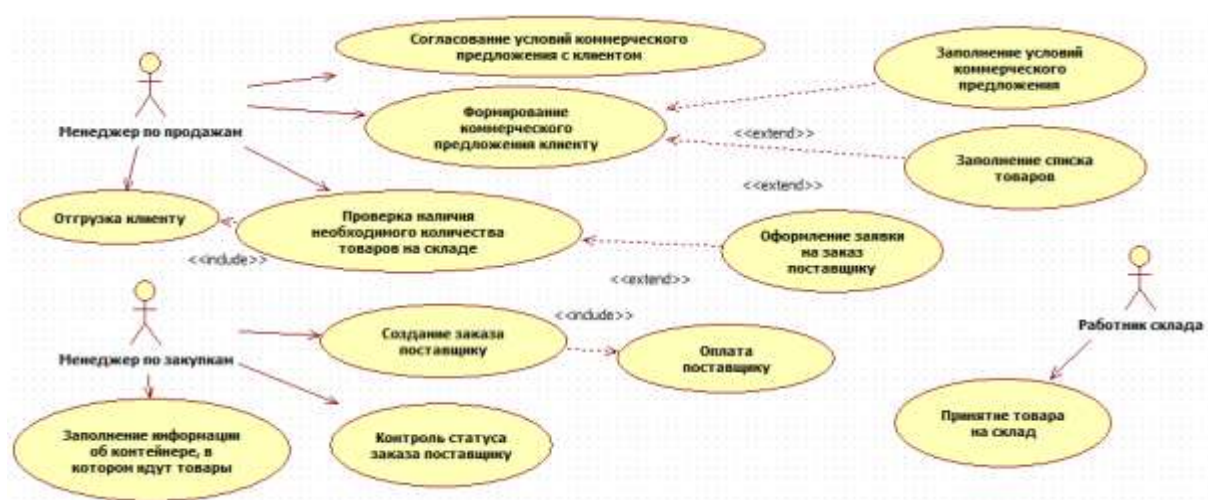 Согласование условий коммерческого
предложения с клиентом
Заполнение условий
коммерческого
предложения
Формирование
коммерческого
предложения клиенту
Менеджер по продажам
<<extend>>
Заполнение списка
товаров
<<extend>>
Отгрузка клиенту
Проверка наличия
необходимого количества
товаров на складе
Оформление заявки
на заказ
поставщику
<<include>>
<<extend>>
<<include>>
Работник склада
Создание заказа
поставщику
Менеджер по закупкам
Оплата
поставщику
Принятие товара
на склад
Заполнение информации
об контейнере, в
котором идут товары
Контроль статуса
заказа поставщику